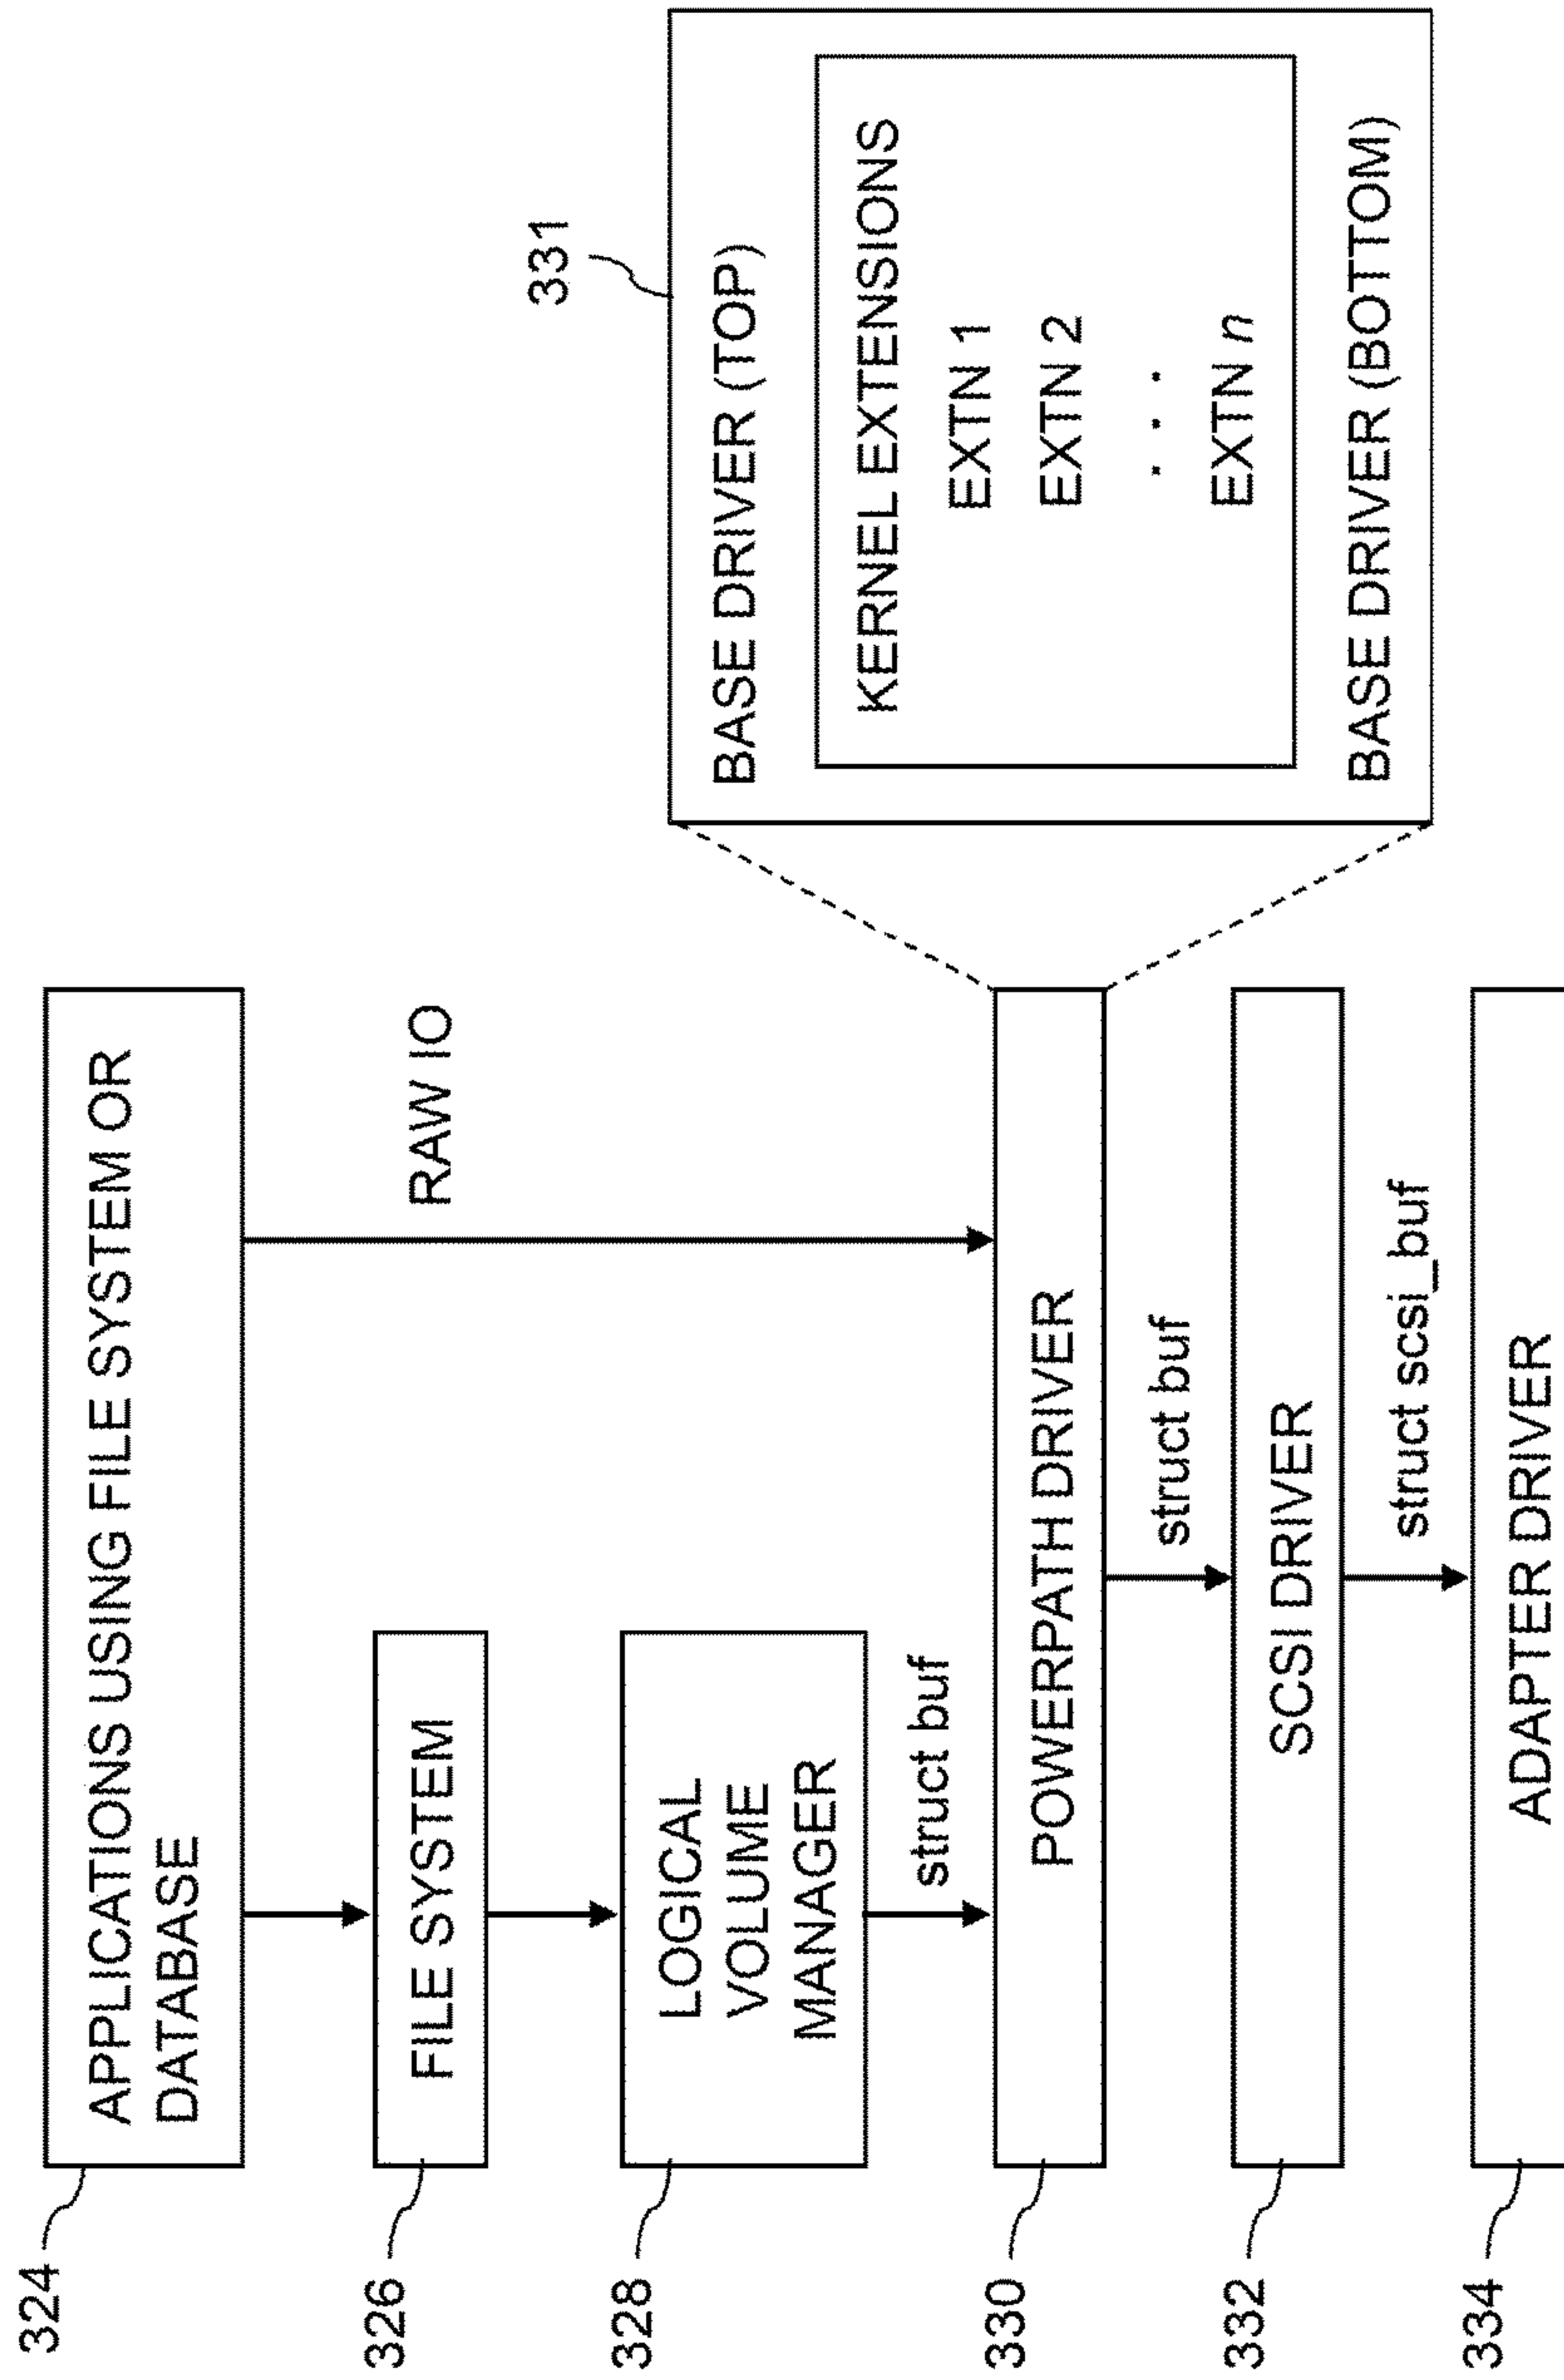 324
APPLICATIONS USING FILE SYSTEM OR
DATABASE
RAW IO
326
FILE SYSTEM
328
LOGICAL
VOLUME
MANAGER
struct buf
330
POWERPATH DRIVER
struct buf
332
SCSI DRIVER
struct scsi_buf
334
ADAPTER DRIVER
331
BASE DRIVER (TOP)
KERNEL EXTENSIONS
EXTN 1
EXTN 2
. . .
EXTN n
BASE DRIVER (BOTTOM)